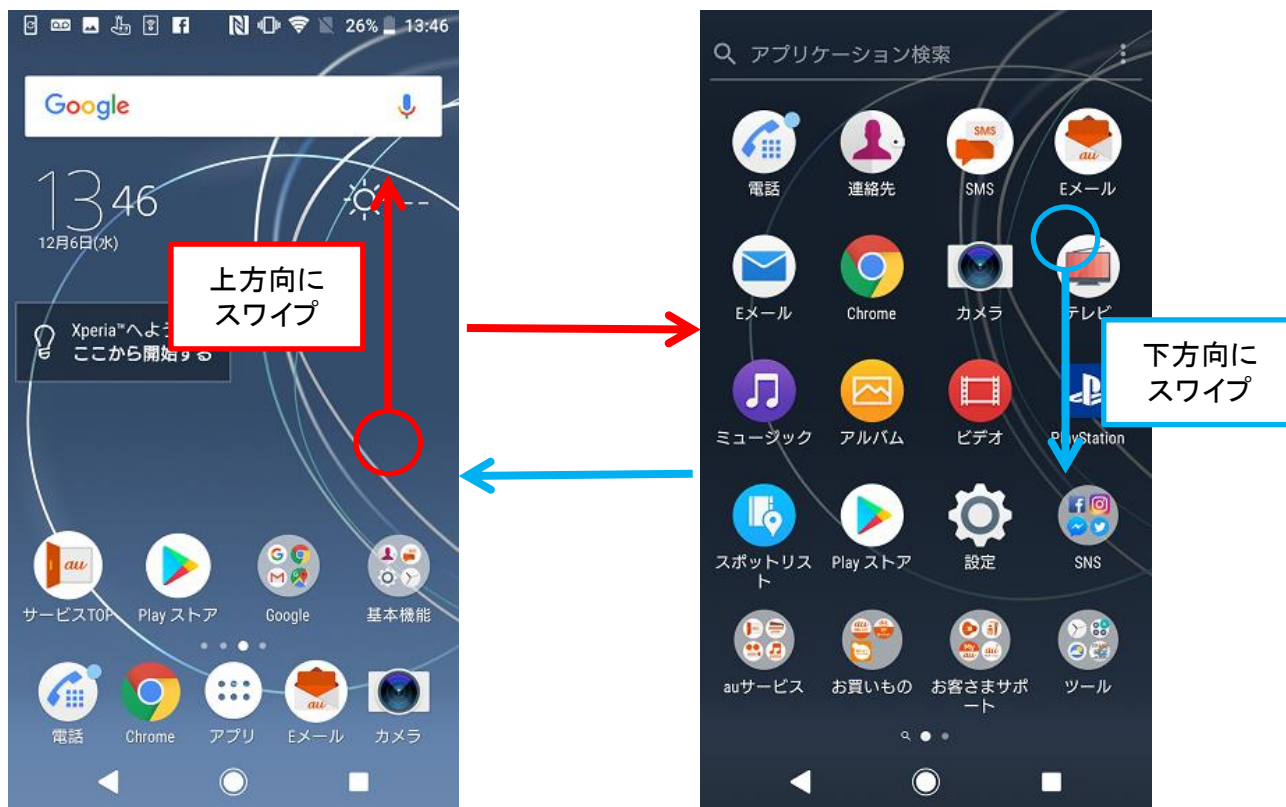 26% 13:46
Google
13 46
12月6日(水)
上方向に
スワイプ
Xperia™へよ
ここから開始する
au
サービスTOP Play ストア Google 基本機能
au
電話 Chrome アプリ Eメール カメラ
アプリケーション検索
SMS
au
電話 連絡先 SMS Eメール
Eメール Chrome カメラ テレビ
下方向に
スワイプ
ミュージック アルバム ビデオ PlayStation
スポットリス Play ストア 設定 SNS
ト
auサービス お買いもの お客さまサポ ツール
ート